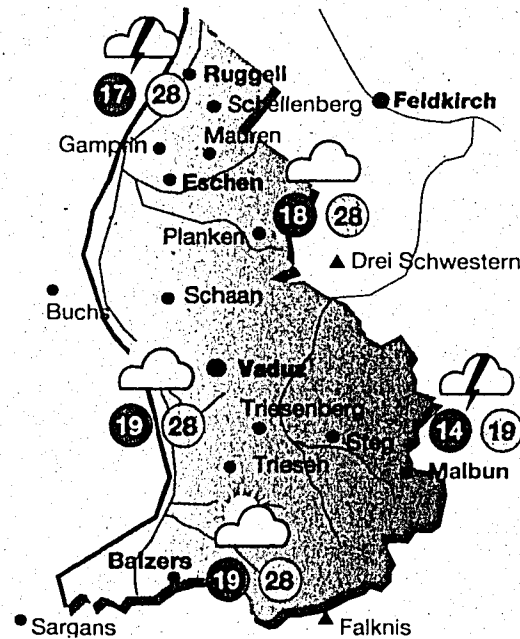 Ruggell
17 28
Schellenberg
Feldkirch
Gamprin
Mauren
Eschen
18 28
Planken
Drei Schwestern
Buchs
Schaan
Vaduz
19 28
Triesenberg
Steg
14 19
Triesen
Malbun
Balzers
19 28
Sargans
Falknis